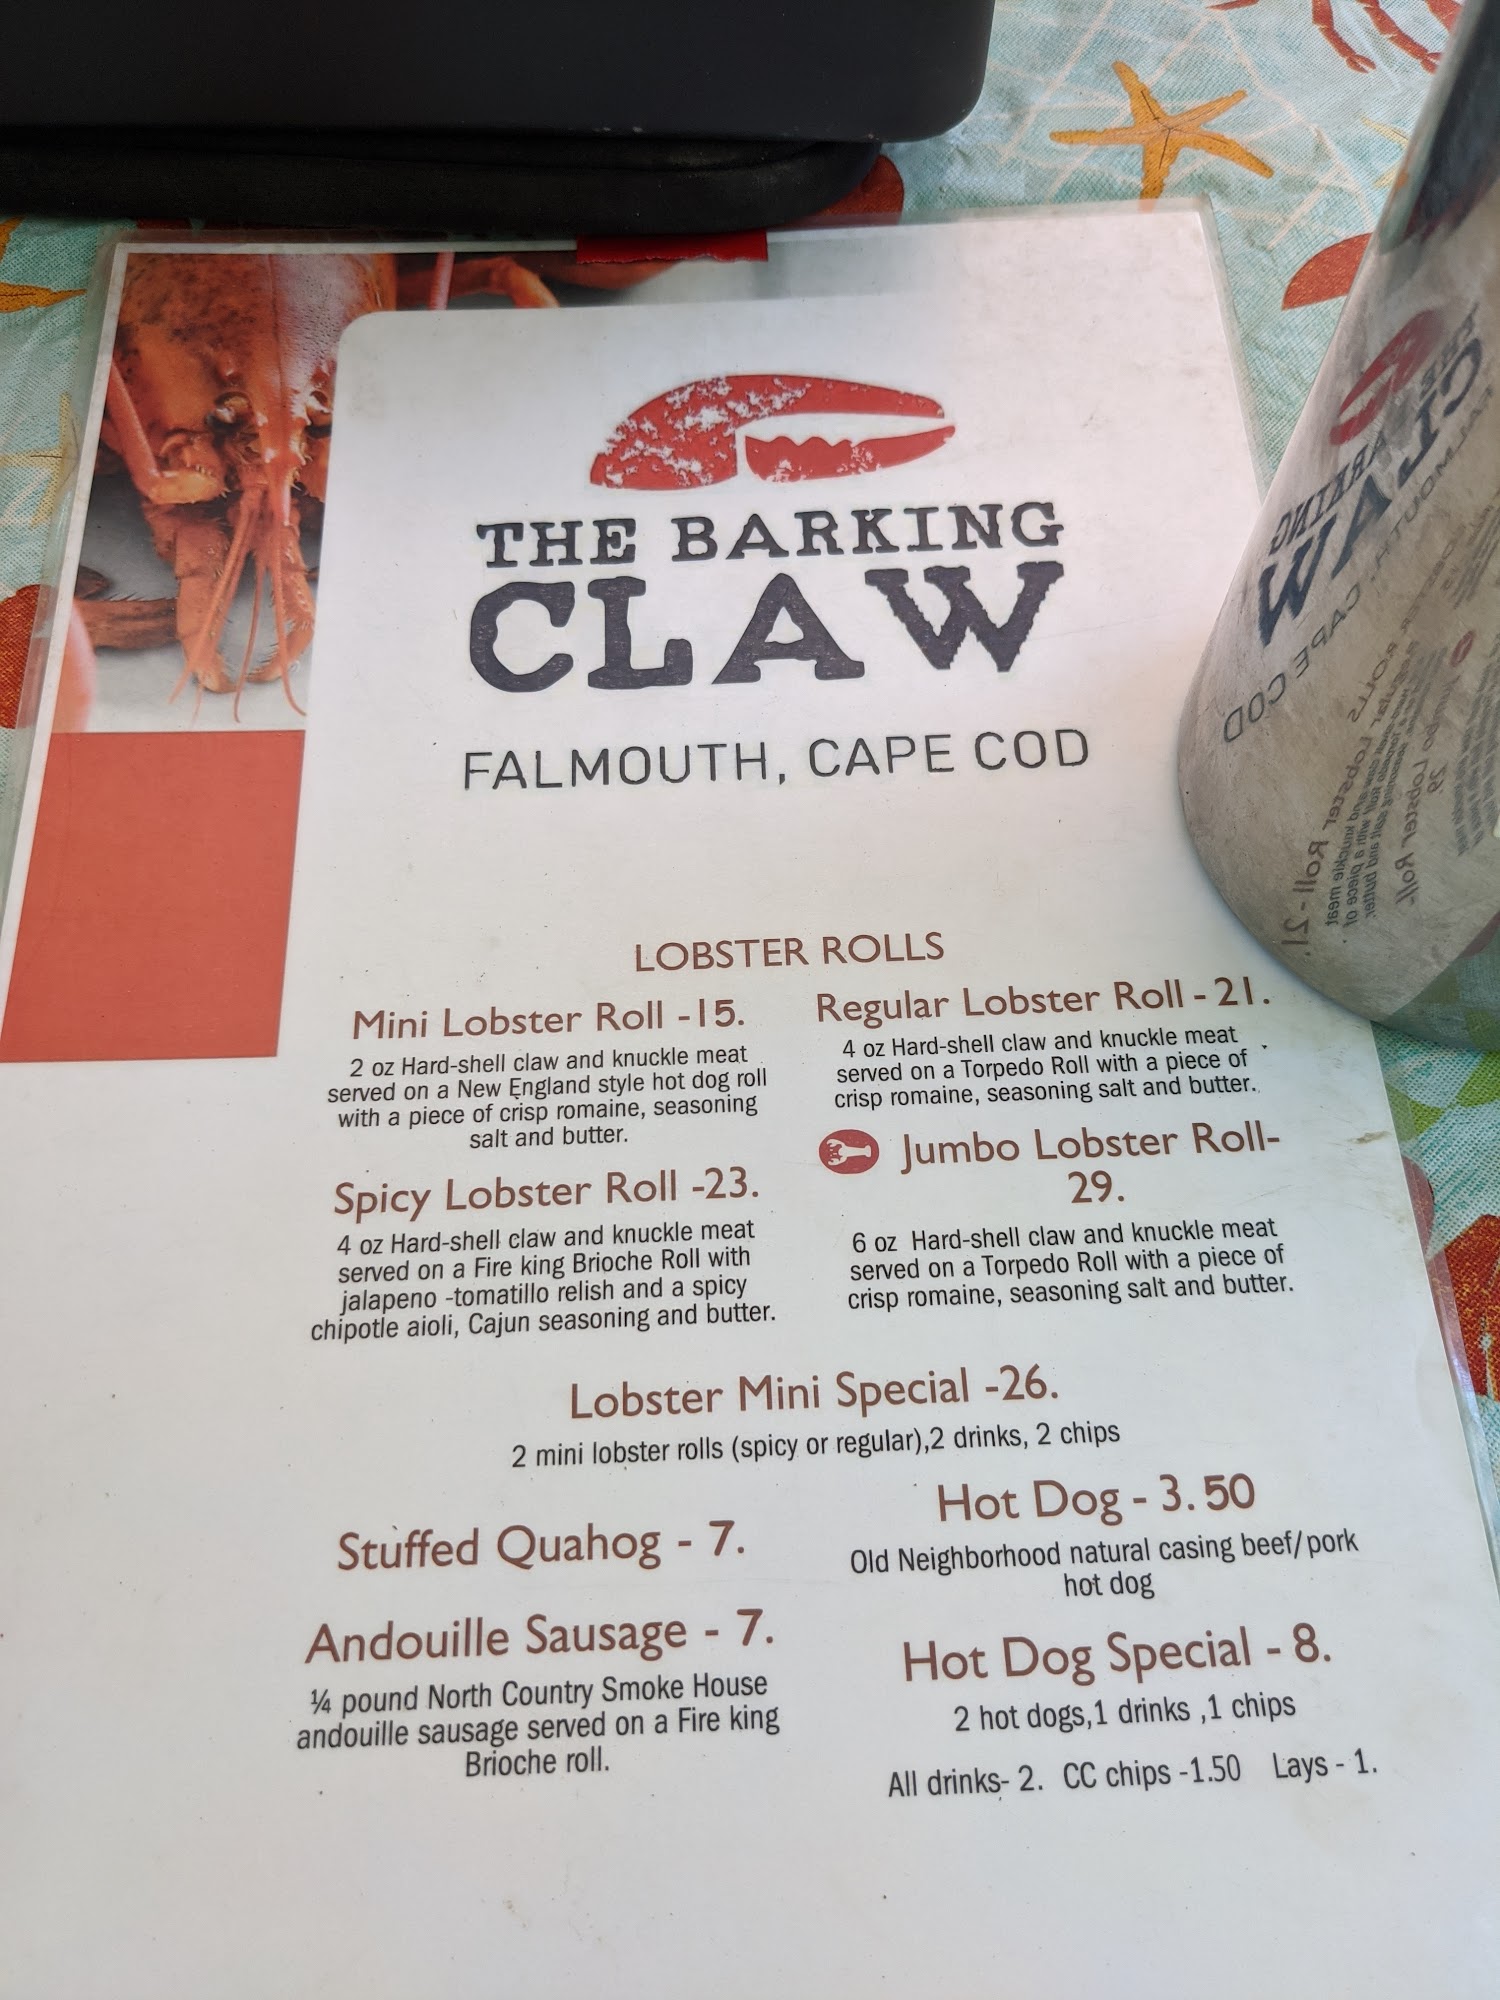 THE BARKING
CLAW
FALMOUTH, CAPE COD
LOBSTER ROLLS
Mini Lobster Roll -15.
2 oz Hard-shell claw and knuckle meat
served on a New England style hot dog roll
with a piece of crisp romaine, seasoning
salt and butter.
Regular Lobster Roll - 21.
4 oz Hard-shell claw and knuckle meat
served on a Torpedo Roll with a piece of
crisp romaine, seasoning salt and butter.
Spicy Lobster Roll -23.
4 oz Hard-shell claw and knuckle meat
served on a Fire king Brioche Roll with
jalapeno -tomatillo relish and a spicy
chipotle aioli, Cajun seasoning and butter.
Jumbo Lobster Roll-
29.
6 oz Hard-shell claw and knuckle meat
served on a Torpedo Roll with a piece of
crisp romaine, seasoning salt and butter.
Lobster Mini Special -26.
2 mini lobster rolls (spicy or regular),2 drinks, 2 chips
Stuffed Quahog - 7.
Andouille Sausage - 7.
¼ pound North Country Smoke House
andouille sausage served on a Fire king
Brioche roll.
Hot Dog - 3.50
Old Neighborhood natural casing beef/pork
hot dog
Hot Dog Special - 8.
2 hot dogs,1 drinks ,1 chips
All drinks- 2. CC chips -1.50 Lays - 1.